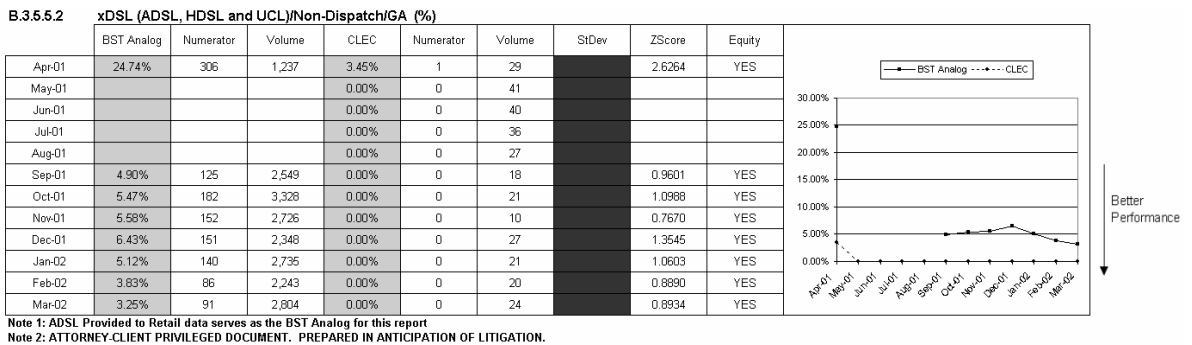 B.3.5.5.2 xDSL (ADSL, HDSL and UCL)/Non-Dispatch/GA (%)
BST Analog Numerator Volume CLEC Numerator Volume StDev ZScore Equity
Apr-01 24.74% 306 1,237 3.45% 1 29 2.6264 YES
May-01 0.00% 0 41
Jun-01 0.00% 0 40
Jul-01 0.00% 0 36
Aug-01 0.00% 0 27
Sep-01 4.90% 125 2,549 0.00% 0 18 0.9601 YES
Oct-01 5.47% 182 3,328 0.00% 0 21 1.0988 YES
Nov-01 5.58% 152 2,726 0.00% 0 10 0.7670 YES
Dec-01 6.43% 151 2,348 0.00% 0 27 1.3545 YES
Jan-02 5.12% 140 2,735 0.00% 0 21 1.0603 YES
Feb-02 3.83% 86 2,243 0.00% 0 20 0.8890 YES
Mar-02 3.25% 91 2,804 0.00% 0 24 0.8934 YES
BST Analog CLEC
30.00%
25.00%
20.00%
15.00%
10.00%
5.00%
0.00%
Apr-01 May-01 Jun-01 Jul-01 Aug-01 Sep-01 Oct-01 Nov-01 Dec-01 Jan-02 Feb-02 Mar-02
Better
Performance
Note 1: ADSL Provided to Retail data serves as the BST Analog for this report
Note 2: ATTORNEY-CLIENT PRIVILEGED DOCUMENT. PREPARED IN ANTICIPATION OF LITIGATION.